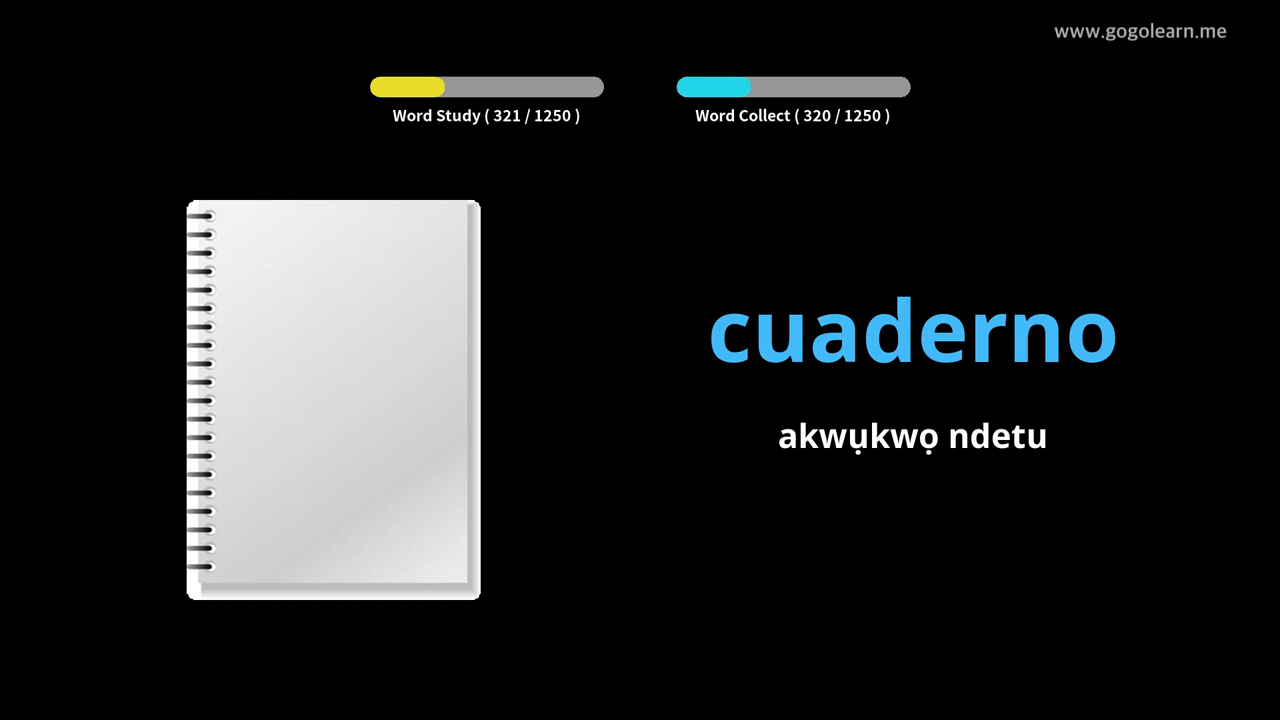 www.gogolearn.me
Word Study ( 321 / 1250 )
Word Collect ( 320 / 1250 )
cuaderno
akwụkwọ ndetu